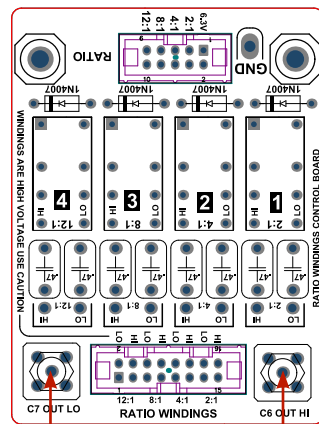 12:1 8:1 4:1 2:1 6.3V
RATIO
GND
6 1
10 2
1N4007 1N4007 1N4007 1N4007
WINDINGS ARE HIGH VOLTAGE USE CAUTION
RATIO WINDINGS CONTROL BOARD
4 3 2 1
HI LO HI LO HI LO HI LO
12:1 8:1 4:1 2:1
.47 .47 .47 .47 .47 .47 .47 .47
12:1 8:1 4:1 2:1
HI LO HI LO HI LO HI LO
LO HI LO HI LO HI LO HI
2 16
1 15
12:1 8:1 4:1 2:1
C7 OUT LO
RATIO WINDINGS
C6 OUT HI